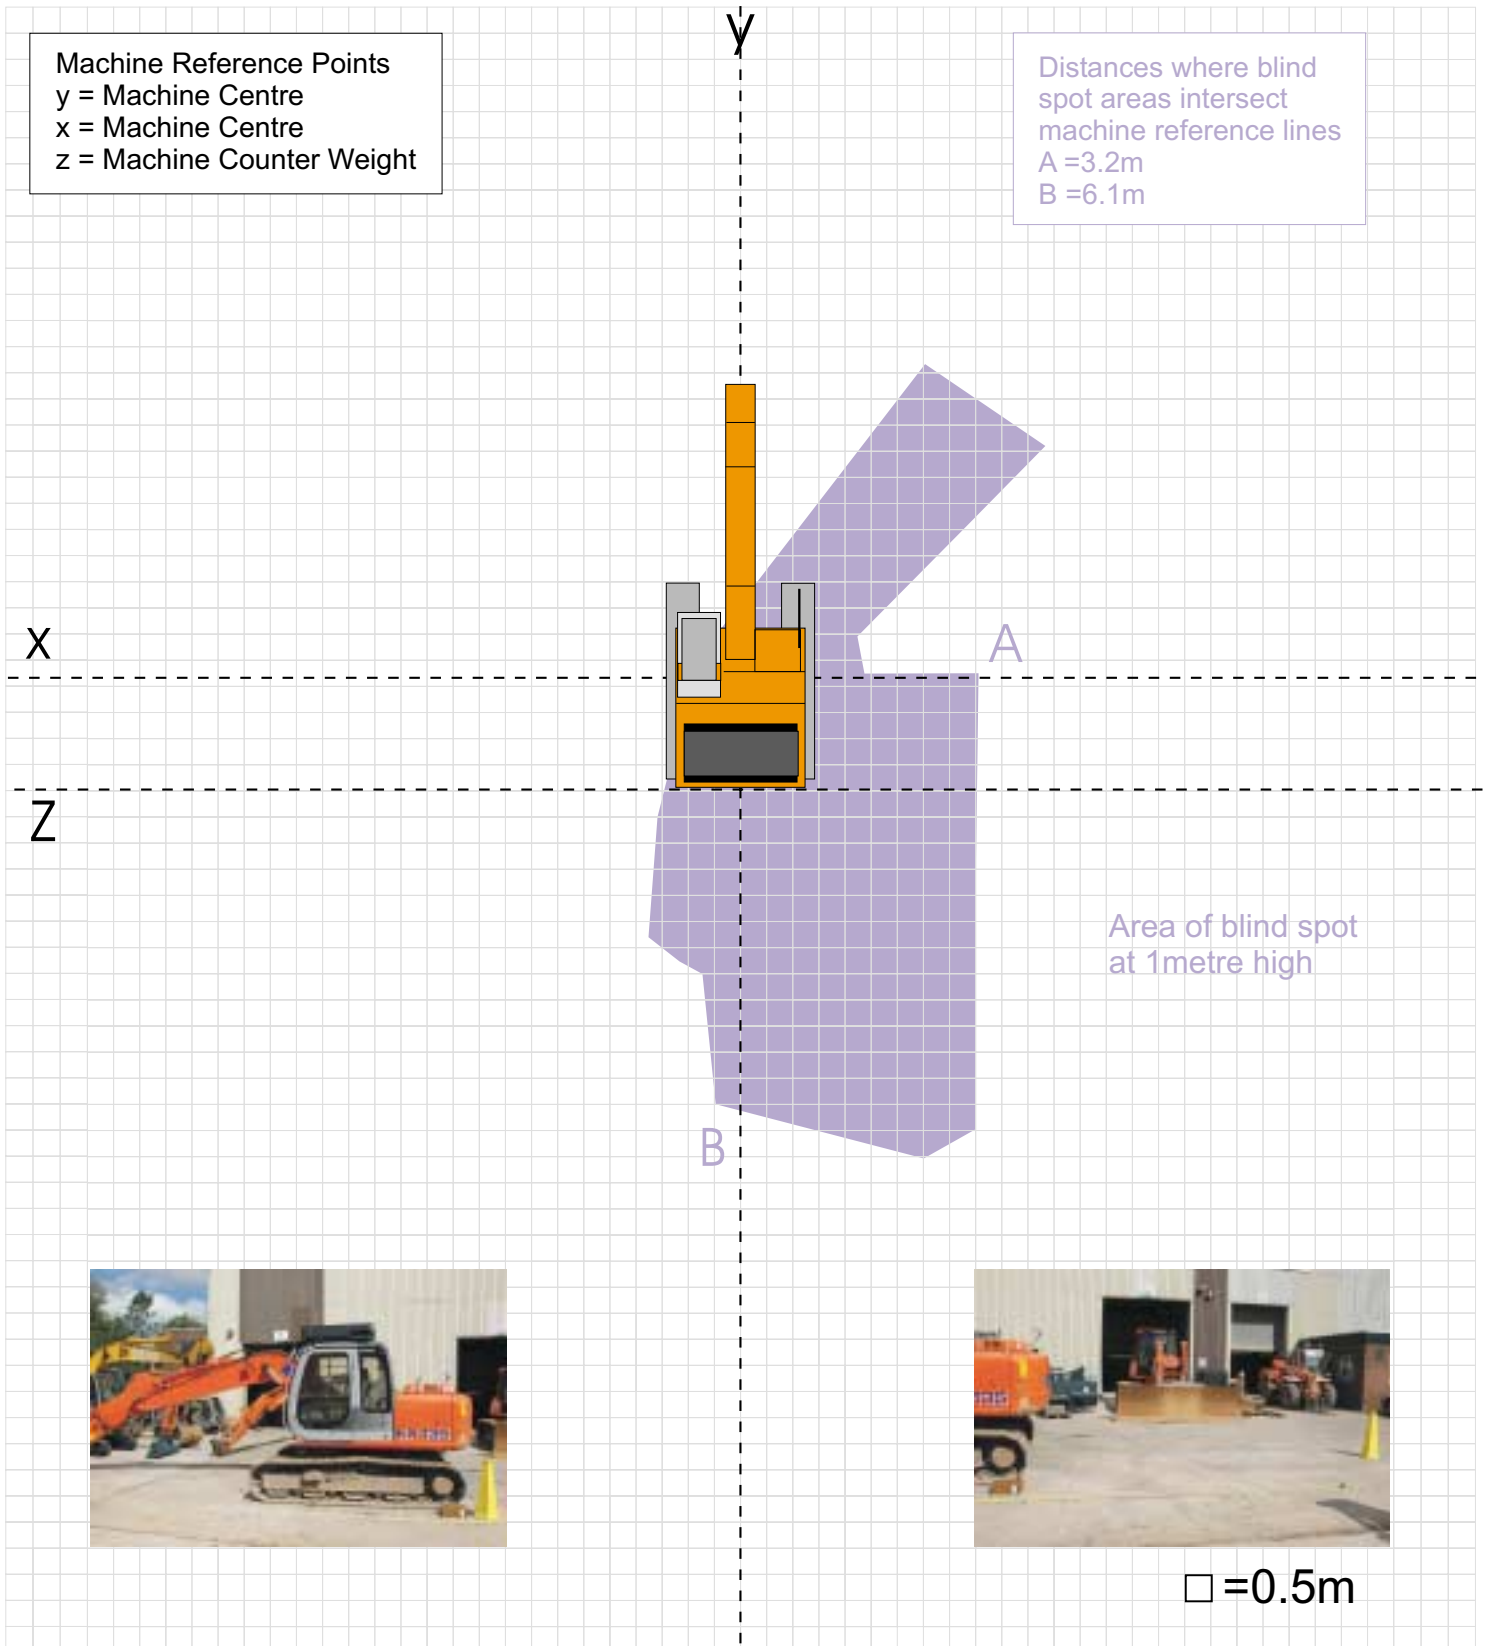 y
Machine Reference Points
y = Machine Centre
x = Machine Centre
z = Machine Counter Weight
Distances where blind
spot areas intersect
machine reference lines
A =3.2m
B =6.1m
x
A
z
Area of blind spot
at 1metre high
B
=0.5m